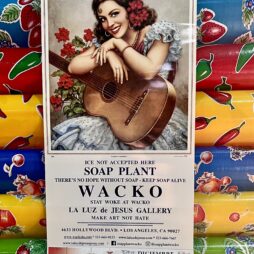 ICE NOT ACCEPTED HERE
SOAP PLANT
THERE'S NO HOPE WITHOUT SOAP - KEEP SOAP ALIVE
WACKO
STAY WOKE AT WACKO
LA LUZ de JESUS GALLERY
MAKE ART NOT HATE
4633 HOLLYWOOD BLVD. • LOS ANGELES, CA 90027
DICIEMBRE